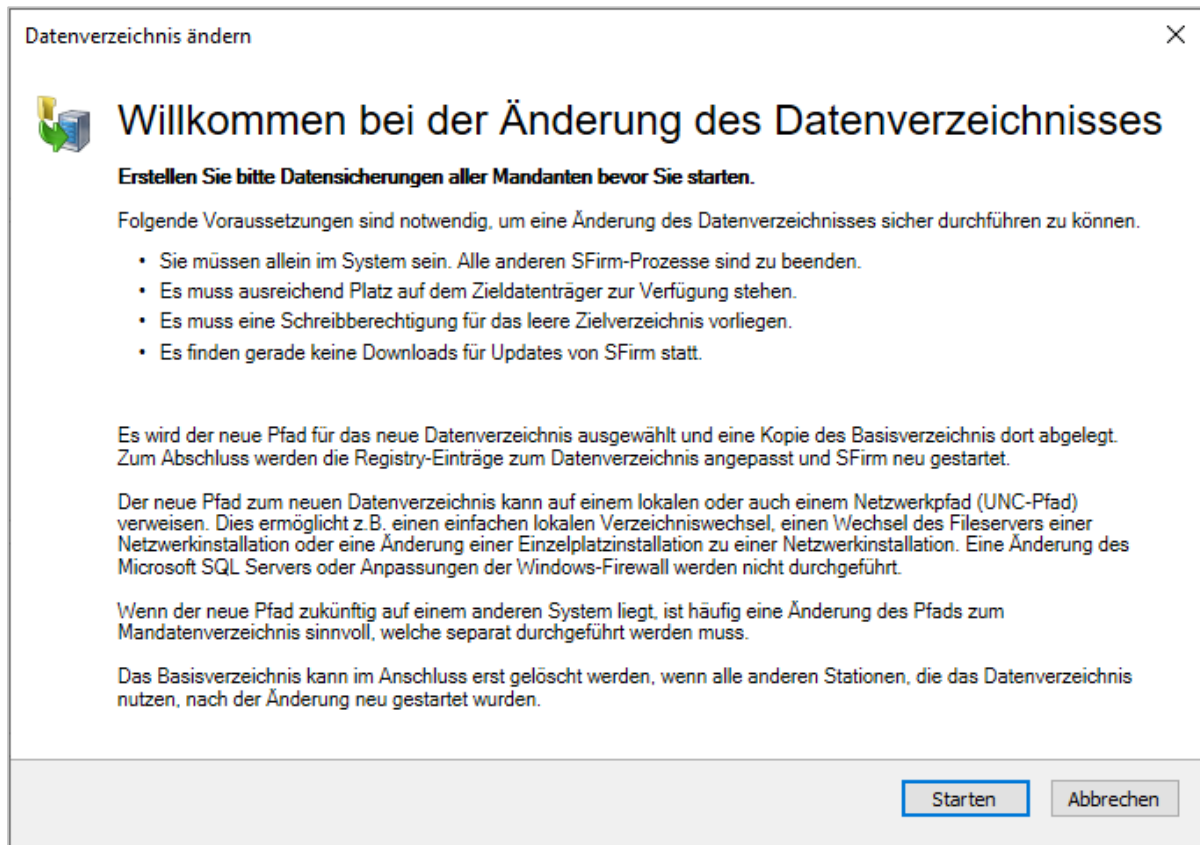 Datenverzeichnis ändern
Willkommen bei der Änderung des Datenverzeichnisses
Erstellen Sie bitte Datensicherungen aller Mandanten bevor Sie starten.
Folgende Voraussetzungen sind notwendig, um eine Änderung des Datenverzeichnisses sicher durchführen zu können.
• Sie müssen allein im System sein. Alle anderen SFirm-Prozesse sind zu beenden.
• Es muss ausreichend Platz auf dem Zieldatenträger zur Verfügung stehen.
• Es muss eine Schreibberechtigung für das leere Zielverzeichnis vorliegen.
• Es finden gerade keine Downloads für Updates von SFirm statt.
Es wird der neue Pfad für das neue Datenverzeichnis ausgewählt und eine Kopie des Basisverzeichnis dort abgelegt.
Zum Abschluss werden die Registry-Einträge zum Datenverzeichnis angepasst und SFirm neu gestartet.
Der neue Pfad zum neuen Datenverzeichnis kann auf einem lokalen oder auch einem Netzwerkpfad (UNC-Pfad)
verweisen. Dies ermöglicht z.B. einen einfachen lokalen Verzeichniswechsel, einen Wechsel des Fileservers einer
Netzwerkinstallation oder eine Änderung einer Einzelplatzinstallation zu einer Netzwerkinstallation. Eine Änderung des
Microsoft SQL Servers oder Anpassungen der Windows-Firewall werden nicht durchgeführt.
Wenn der neue Pfad zukünftig auf einem anderen System liegt, ist häufig eine Änderung des Pfads zum
Mandatenverzeichnis sinnvoll, welche separat durchgeführt werden muss.
Das Basisverzeichnis kann im Anschluss erst gelöscht werden, wenn alle anderen Stationen, die das Datenverzeichnis
nutzen, nach der Änderung neu gestartet wurden.
Starten
Abbrechen